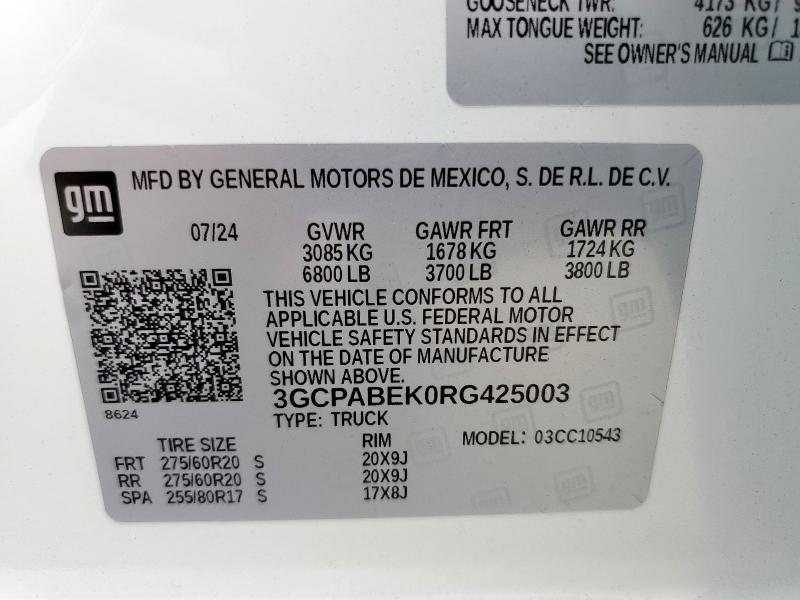 GOOSENECK TWR: 4173 KG/ 9
MAX TONGUE WEIGHT: 626 KG/ 1
SEE OWNER'S MANUAL
gm
MFD BY GENERAL MOTORS DE MEXICO, S. DE R.L. DE C.V.
07/24 GVWR GAWR FRT GAWR RR
3085 KG 1678 KG 1724 KG
6800 LB 3700 LB 3800 LB
THIS VEHICLE CONFORMS TO ALL
APPLICABLE U.S. FEDERAL MOTOR
VEHICLE SAFETY STANDARDS IN EFFECT
ON THE DATE OF MANUFACTURE
SHOWN ABOVE.
8624
3GCPABEK0RG425003
TYPE: TRUCK
TIRE SIZE RIM MODEL: 03CC10543
FRT 275/60R20 S 20X9J
RR 275/60R20 S 20X9J
SPA 255/80R17 S 17X8J